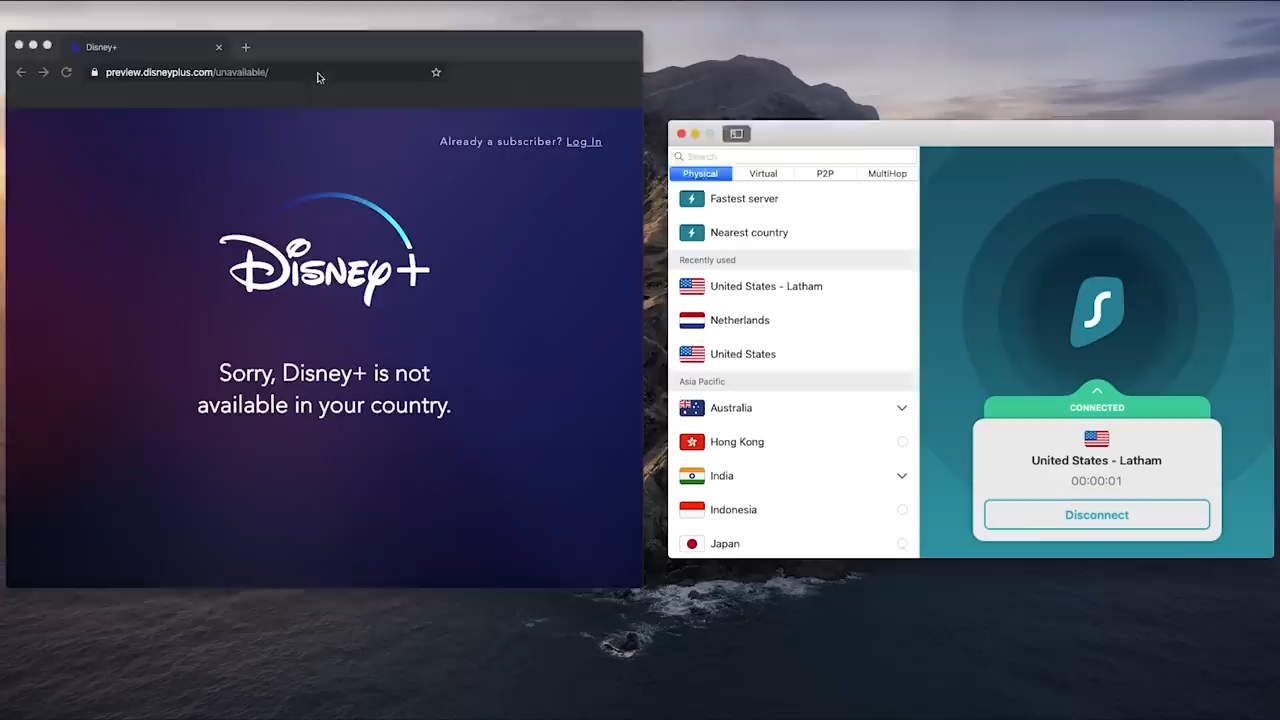 Disney+
preview.disneyplus.com/unavailable/
Already a subscriber? Log In
Disney+
Sorry, Disney+ is not
available in your country.
Search
Physical
Virtual
P2P
MultiHop
Fastest server
Nearest country
Recently used
United States - Latham
Netherlands
United States
Asia Pacific
Australia
Hong Kong
India
Indonesia
Japan
CONNECTED
United States - Latham
00:00:01
Disconnect